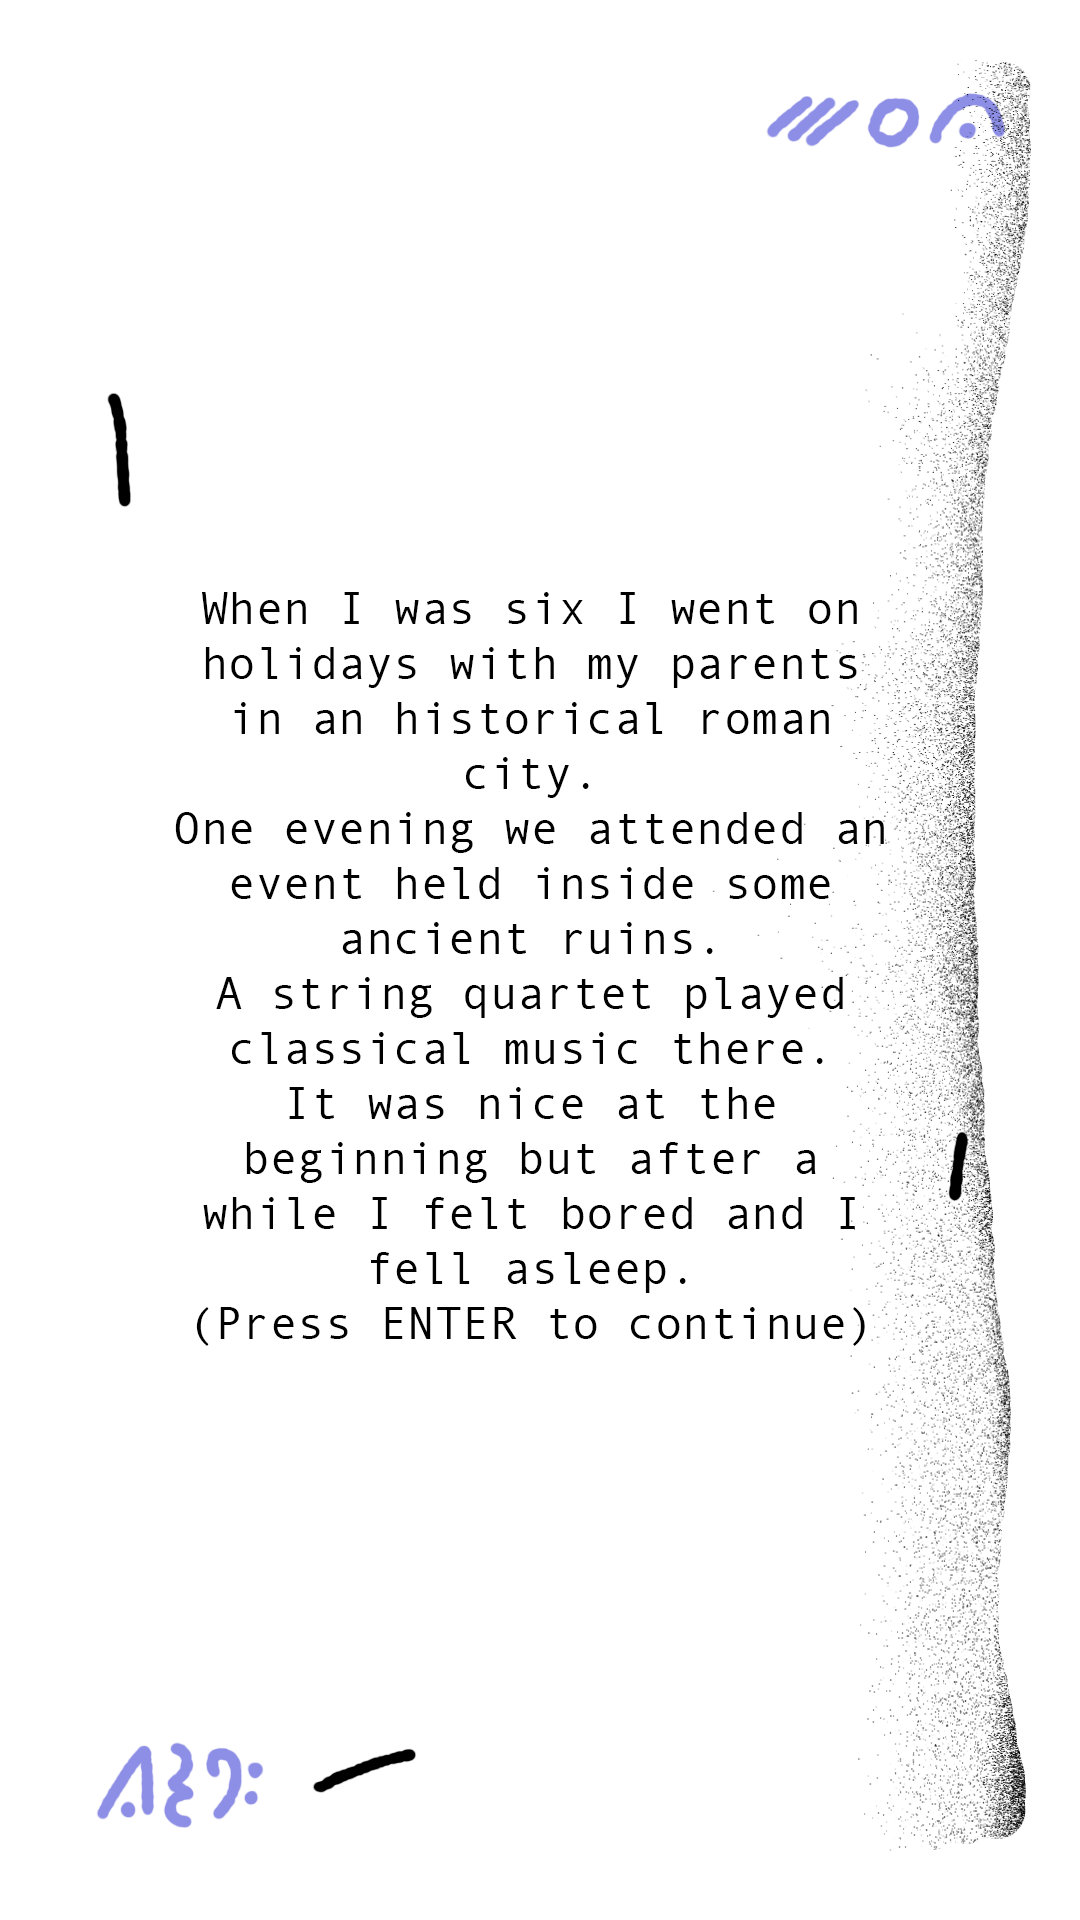 When I was six I went on
holidays with my parents
in an historical roman
city.
One evening we attended an
event held inside some
ancient ruins.
A string quartet played
classical music there.
It was nice at the
beginning but after a
while I felt bored and I
fell asleep.
(Press ENTER to continue)